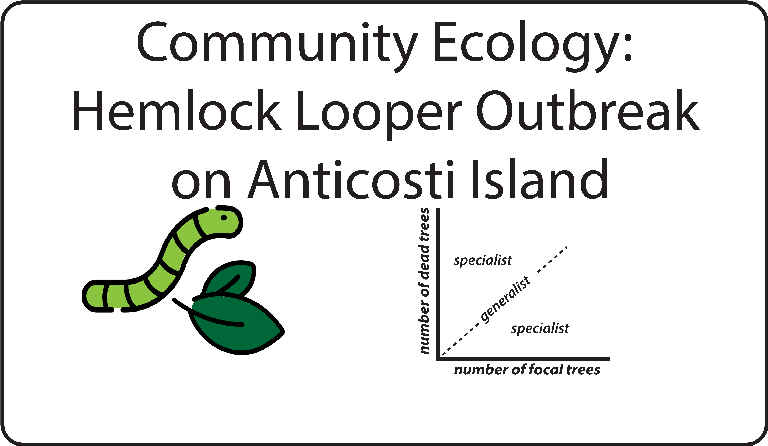 Community Ecology:
Hemlock Looper Outbreak
on Anticosti Island
number of dead trees
specialist
generalist
specialist
number of focal trees